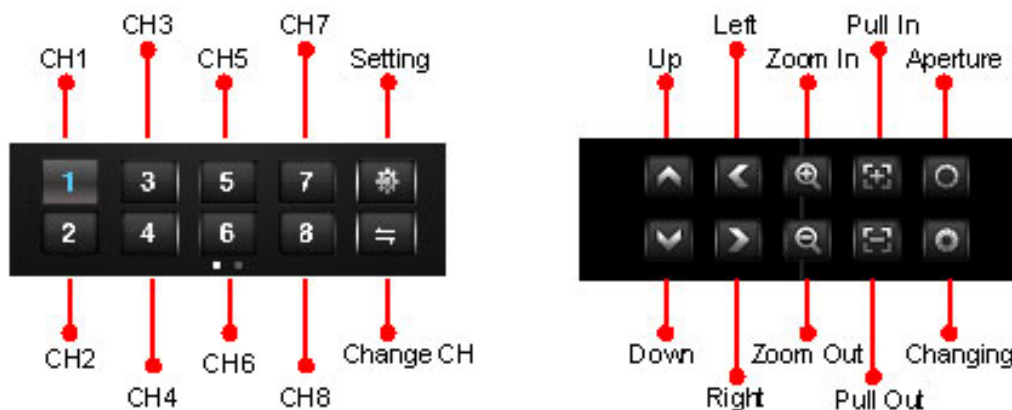 CH3 CH7
CH1 CH5 Setting
1 3 5 7
2 4 6 8
CH2 CH6 Change CH
CH4 CH8
Left Pull In
Up Zoom In Aperture
Down Zoom Out Changing
Right Pull Out